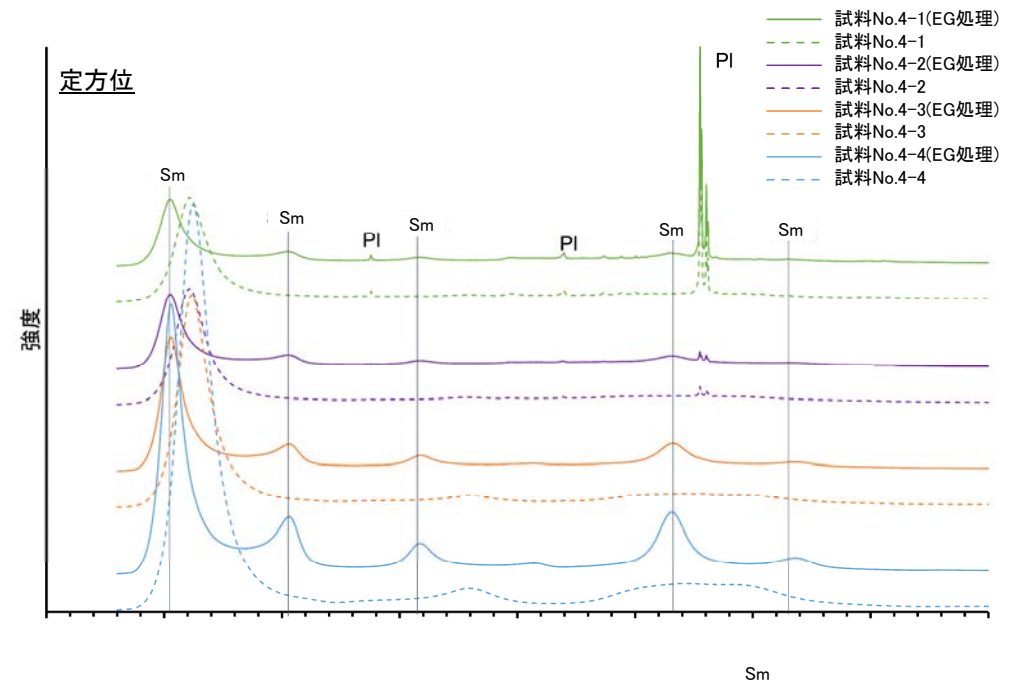 試料No.4-1(EG処理)
試料No.4-1
試料No.4-2(EG処理)
試料No.4-2
試料No.4-3(EG処理)
試料No.4-3
試料No.4-4(EG処理)
試料No.4-4
定方位
Pl
Sm
Sm
Pl
Sm
Pl
Sm
Sm
強度
Sm